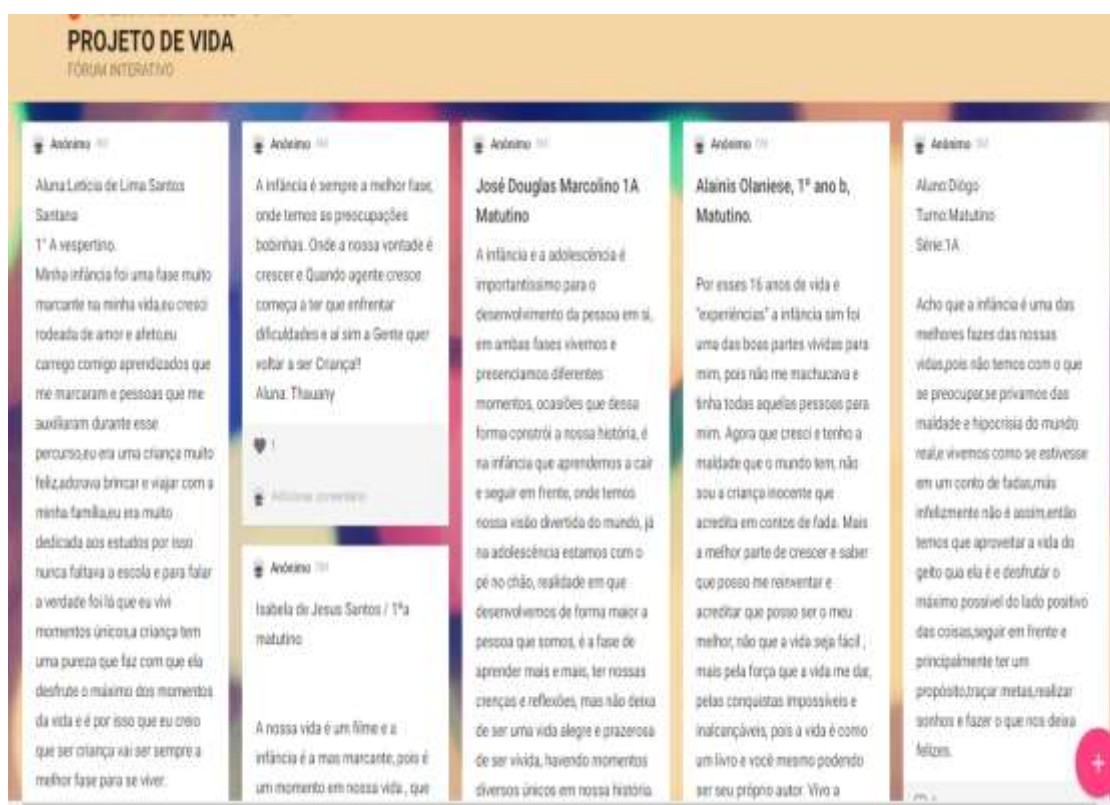 PROJETO DE VIDA
FÓRUM INTERATIVO
Anônimo
Aluna:Letícia de Lima Santos
Santana
1° A vespertino.
Minha infância foi uma fase muito
marcante na minha vida,eu cresci
rodeada de amor e afeto,eu
carrego comigo aprendizados que
me marcaram e pessoas que me
auxiliaram durante esse
percurso,eu era uma criança muito
feliz,adorava brincar e viajar com a
minha família,eu era muito
dedicada aos estudos por isso
nunca faltava a escola e para falar
a verdade foi lá que eu vivi
momentos únicos,a criança tem
uma pureza que faz com que ela
desfrute o máximo dos momentos
da vida e é por isso que eu creio
que ser criança vai ser sempre a
melhor fase para se viver.
Anônimo
A infância é sempre a melhor fase,
onde temos as preocupações
bobinhas. Onde a nossa vontade é
crescer e Quando agente cresce
começa a ter que enfrentar
dificuldades e aí sim a Gente quer
voltar a ser Criança!!
Aluna: Thauany
1
Adicionar comentário
Anônimo
Isabela de Jesus Santos / 1ªa
matutino
A nossa vida é um filme e a
infância é a mas marcante, pois é
um momento em nossa vida , que
Anônimo
José Douglas Marcolino 1A
Matutino
A infância e a adolescência é
importantíssimo para o
desenvolvimento da pessoa em si,
em ambas fases vivemos e
presenciamos diferentes
momentos, ocasiões que dessa
forma constrói a nossa história, é
na infância que aprendemos a cair
e seguir em frente, onde temos
nossa visão divertida do mundo, já
na adolescência estamos com o
pé no chão, realidade em que
desenvolvemos de forma maior a
pessoa que somos, é a fase de
aprender mais e mais, ter nossas
crenças e reflexões, mas não deixa
de ser uma vida alegre e prazerosa
de ser vivida, havendo momentos
diversos únicos em nossa história.
Anônimo
Alainis Olaniese, 1º ano b,
Matutino.
Por esses 16 anos de vida e
"experiências" a infância sim foi
uma das boas partes vividas para
mim, pois não me machucava e
tinha todas aquelas pessoas para
mim. Agora que cresci e tenho a
maldade que o mundo tem, não
sou a criança inocente que
acredita em contos de fada. Mais
a melhor parte de crescer e saber
que posso me reinventar e
acreditar que posso ser o meu
melhor, não que a vida seja fácil ,
mais pela força que a vida me dar,
pelas conquistas impossíveis e
inalcançáveis, pois a vida é como
um livro e você mesmo podendo
ser seu próprio autor. Vivo a
Anônimo
Aluno:Diôgo
Turno:Matutino
Série:1A
Acho que a infância é uma das
melhores fazes das nossas
vidas,pois não temos com o que
se preocupar,se privamos das
maldade e hipocrisia do mundo
real,e vivemos como se estivesse
em um conto de fadas,más
infelizmente não é assim,então
temos que aproveitar a vida do
geito qua ela é e desfrutár o
máximo possivel do lado positivo
das coisas,seguir em frente e
principalmente ter um
propósito,traçar metas,realizar
sonhos e fazer o que nos deixa
felizes.